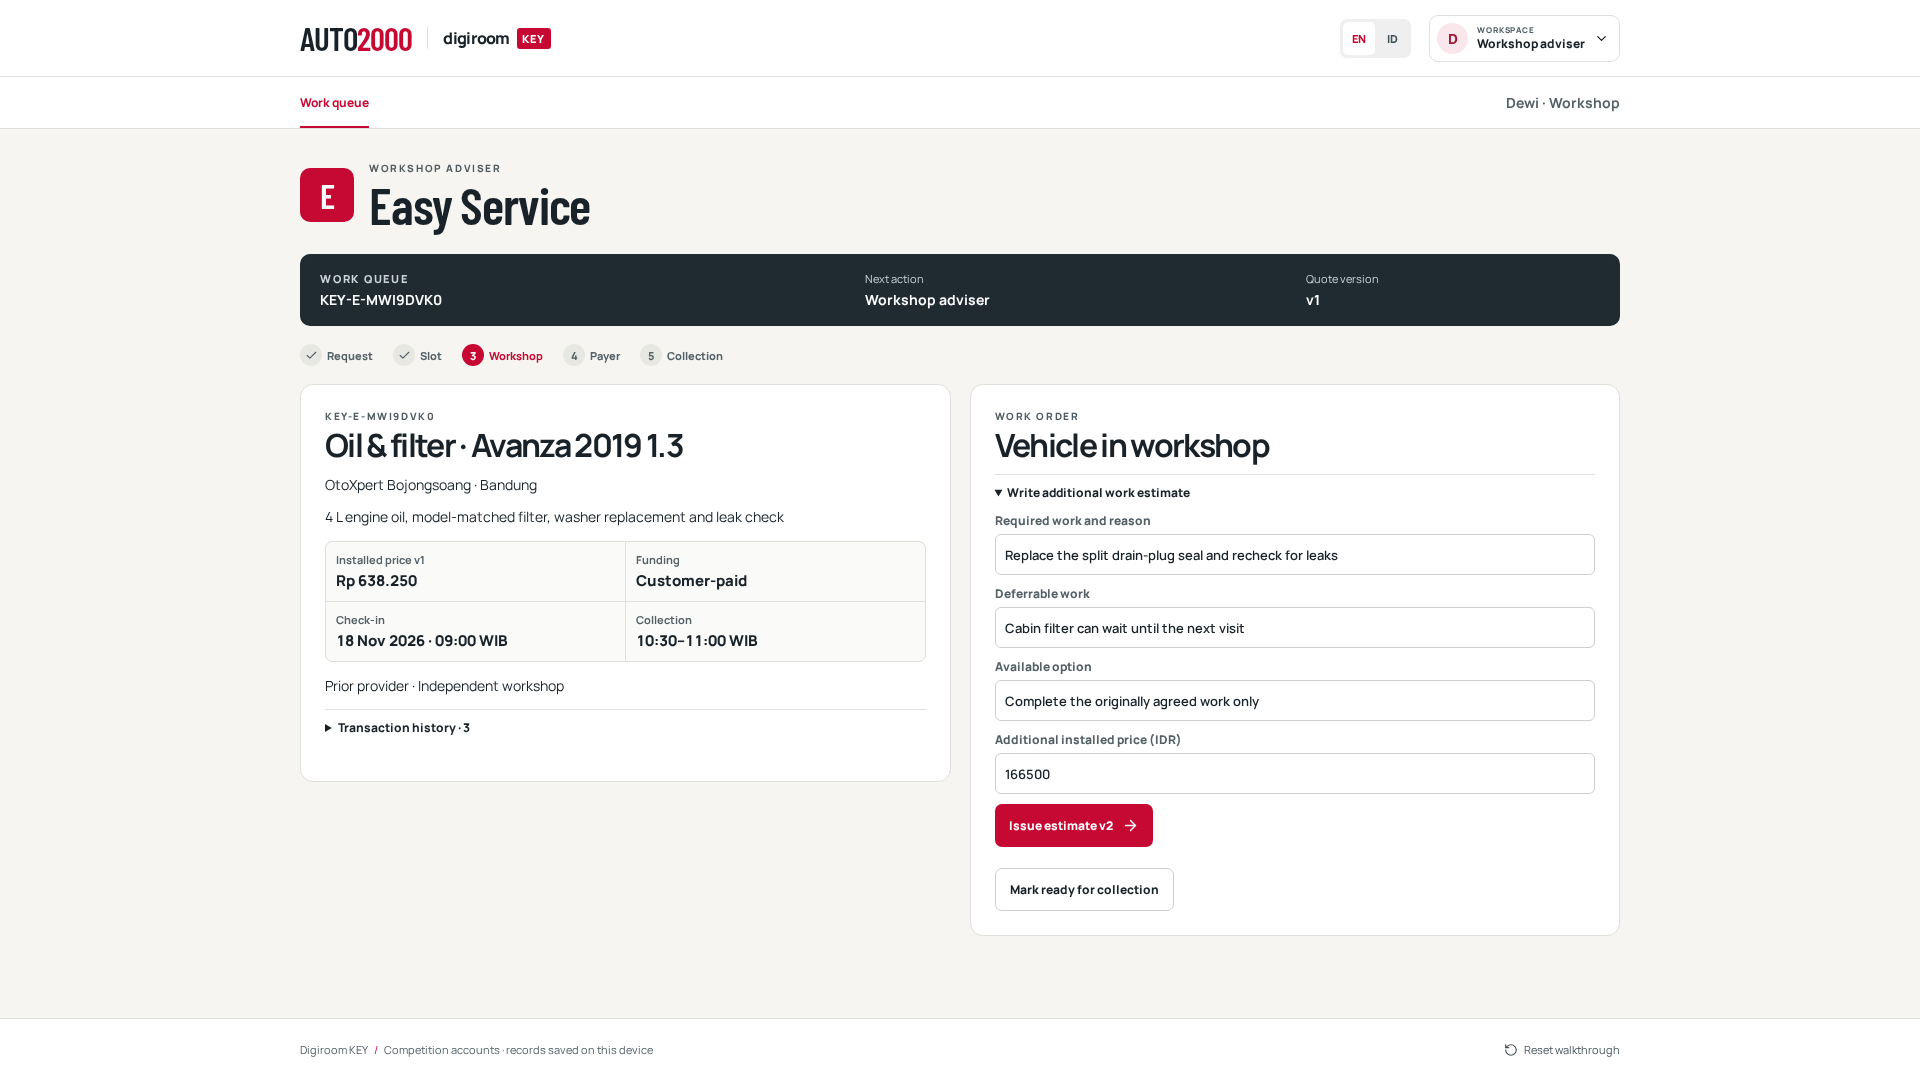 AUTO2000
digiroom KEY
EN ID
D
WORKSPACE
Workshop adviser
Work queue
Dewi · Workshop
E
WORKSHOP ADVISER
Easy Service
WORK QUEUE
KEY-E-MWI9DVK0
Next action
Workshop adviser
Quote version
v1
Request
Slot
3 Workshop
4 Payer
5 Collection
KEY-E-MWI9DVK0
Oil & filter · Avanza 2019 1.3
OtoXpert Bojongsoang · Bandung
4 L engine oil, model-matched filter, washer replacement and leak check
Installed price v1
Rp 638.250
Funding
Customer-paid
Check-in
18 Nov 2026 · 09:00 WIB
Collection
10:30–11:00 WIB
Prior provider · Independent workshop
Transaction history · 3
WORK ORDER
Vehicle in workshop
Write additional work estimate
Required work and reason
Replace the split drain-plug seal and recheck for leaks
Deferrable work
Cabin filter can wait until the next visit
Available option
Complete the originally agreed work only
Additional installed price (IDR)
166500
Issue estimate v2
Mark ready for collection
Digiroom KEY / Competition accounts · records saved on this device
Reset walkthrough